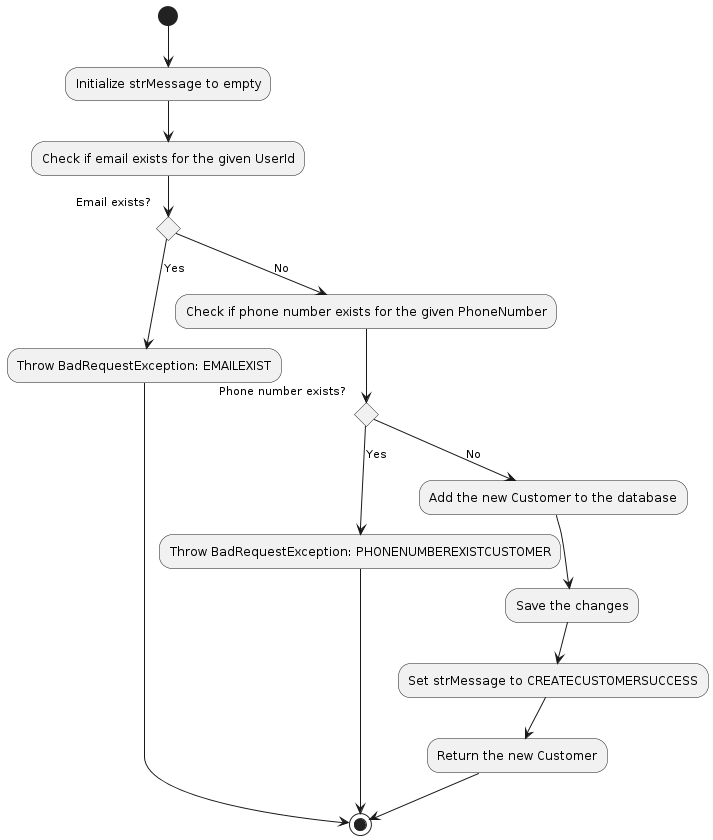 Initialize strMessage to empty
Check if email exists for the given UserId
Email exists?
Yes
No
Check if phone number exists for the given PhoneNumber
Throw BadRequestException: EMAILEXIST
Phone number exists?
Yes
No
Add the new Customer to the database
Throw BadRequestException: PHONENUMBEREXISTCUSTOMER
Save the changes
Set strMessage to CREATECUSTOMERSUCCESS
Return the new Customer